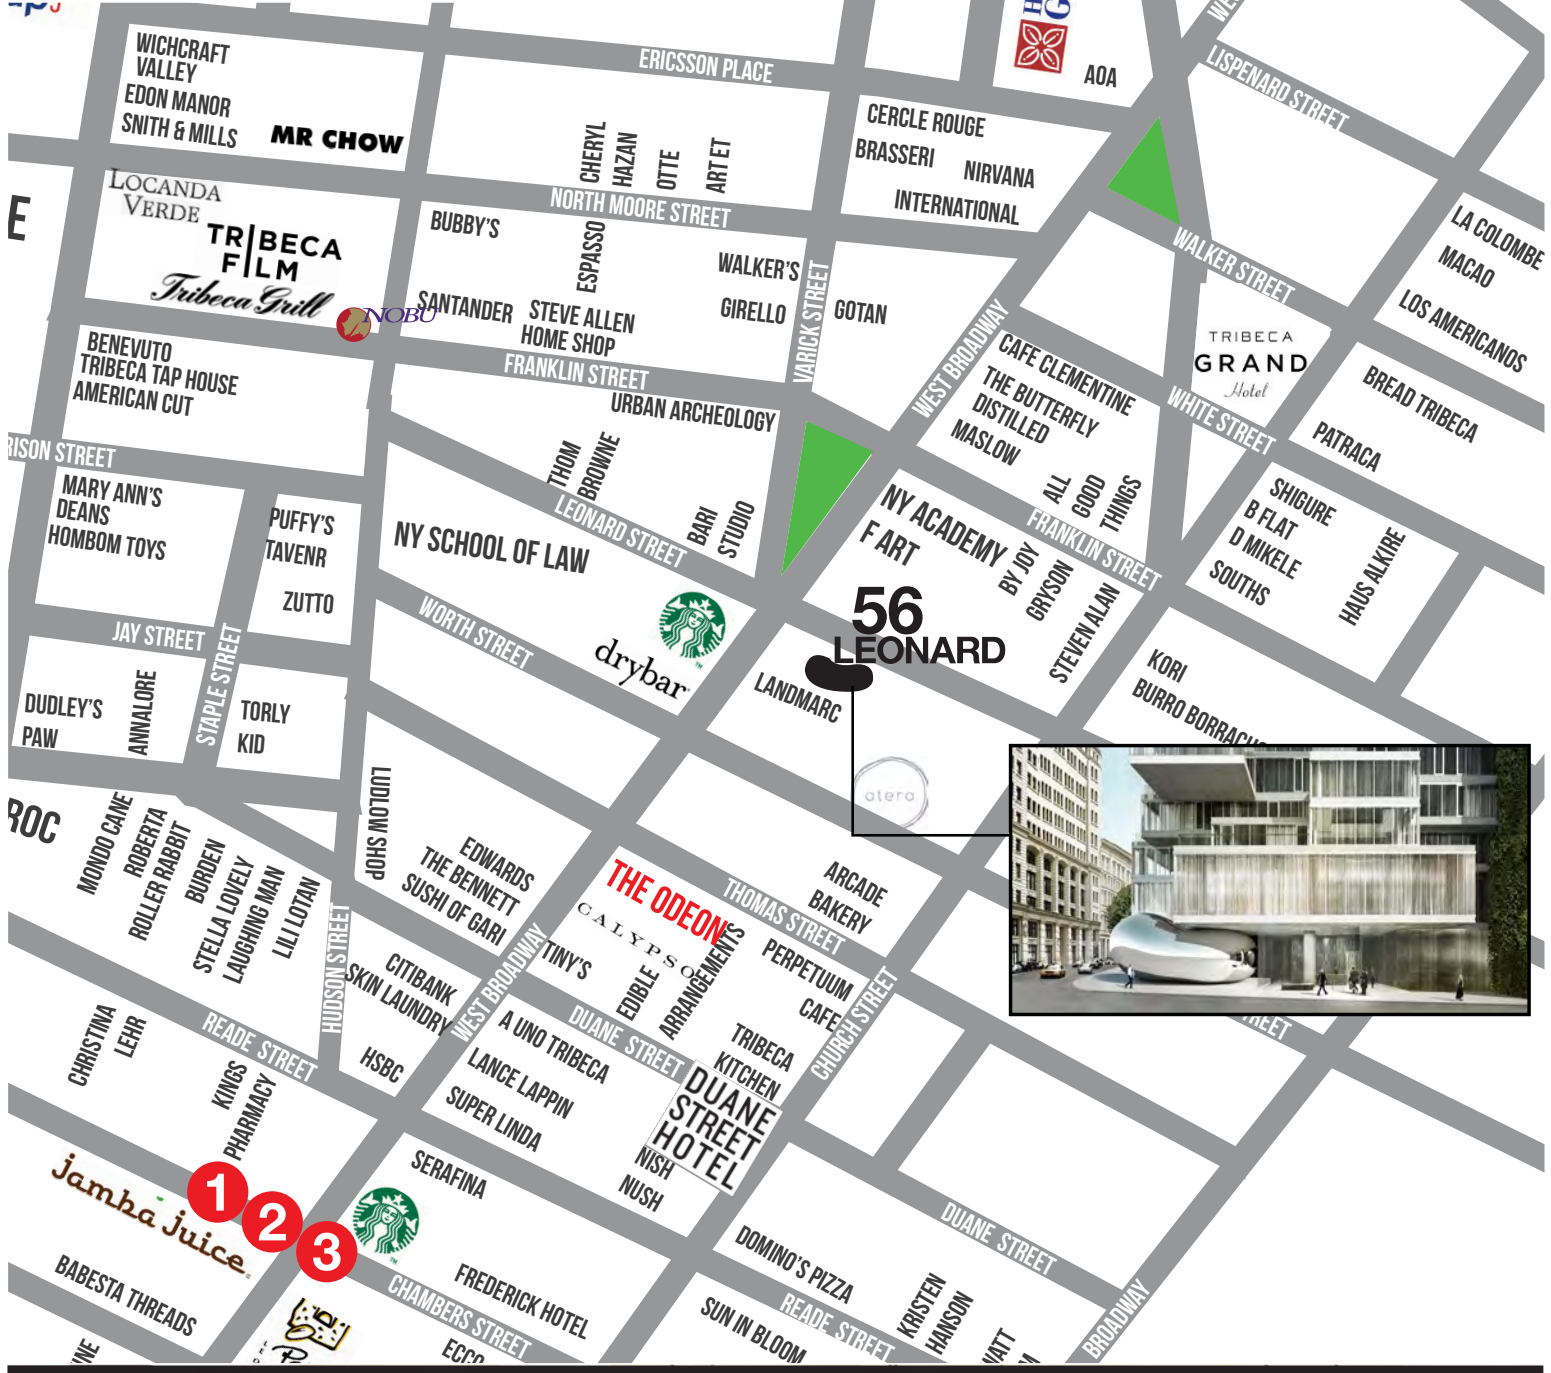 ERICSSON PLACE
LISPENARD STREET
WICHCRAFT
VALLEY
EDON MANOR
SNITH & MILLS
MR CHOW
CHERYL
HAZAN
OTTE
ART ET
CERCLE ROUGE
BRASSERI
NIRVANA
INTERNATIONAL
AOA
LOCANDA
VERDE
TRIBECA
FILM
Tribeca Grill
NOBU
NORTH MOORE STREET
BUBBY'S
ESPASSO
SANTANDER
STEVE ALLEN
HOME SHOP
WALKER'S
GIRELLO
VARICK STREET
GOTAN
WALKER STREET
LA COLOMBE
MACAO
LOS AMERICANOS
TRIBECA
GRAND
Hotel
WEST BROADWAY
CAFE CLEMENTINE
THE BUTTERFLY
DISTILLED
MASLOW
ALL
GOOD
THINGS
WHITE STREET
BREAD TRIBECA
PATRACA
BENEVUTO
TRIBECA TAP HOUSE
AMERICAN CUT
FRANKLIN STREET
URBAN ARCHEOLOGY
THOM
BROWNE
BARI
STUDIO
LEONARD STREET
RISON STREET
MARY ANN'S
DEANS
HOMBOM TOYS
PUFFY'S
TAVENR
ZUTTO
NY SCHOOL OF LAW
NY ACADEMY
F ART
BY JOY
GRYSON
STEVEN ALAN
FRANKLIN STREET
SHIGURE
B FLAT
D MIKELE
SOUTHS
HAUS ALKIRE
JAY STREET
STAPLE STREET
WORTH STREET
drybar
56
LEONARD
LANDMARC
atera
KORI
BURRO BORRACH
DUDLEY'S
PAW
ANNALORE
TORLY
KID
LUDLOW SHOP
ROC
MONDO CANE
ROBERTA
ROLLER RABBIT
BURDEN
STELLA LOVELY
LAUGHING MAN
LILI LOTAN
EDWARDS
THE BENNETT
SUSHI OF GARI
THE ODEON
CALYPSO
THOMAS STREET
ARCADE
BAKERY
TINY'S
EDIBLE
ARRANGEMENTS
PERPETUUM
CAFE
HUDSON STREET
CITIBANK
SKIN LAUNDRY
HSBC
WEST BROADWAY
DUANE STREET
CHURCH STREET
REET
A UNO TRIBECA
LANCE LAPPIN
SUPER LINDA
TRIBECA
KITCHEN
DUANE
STREET
HOTEL
NISH
NUSH
CHRISTINA
LEHR
READE STREET
KINGS
PHARMACY
jamba juice
1
2
3
SERAFINA
BABESTA THREADS
FREDERICK HOTEL
CHAMBERS STREET
ECCO
DUANE STREET
DOMINO'S PIZZA
SUN IN BLOOM
READE STREET
KRISTEN
HANSON
BROADWAY